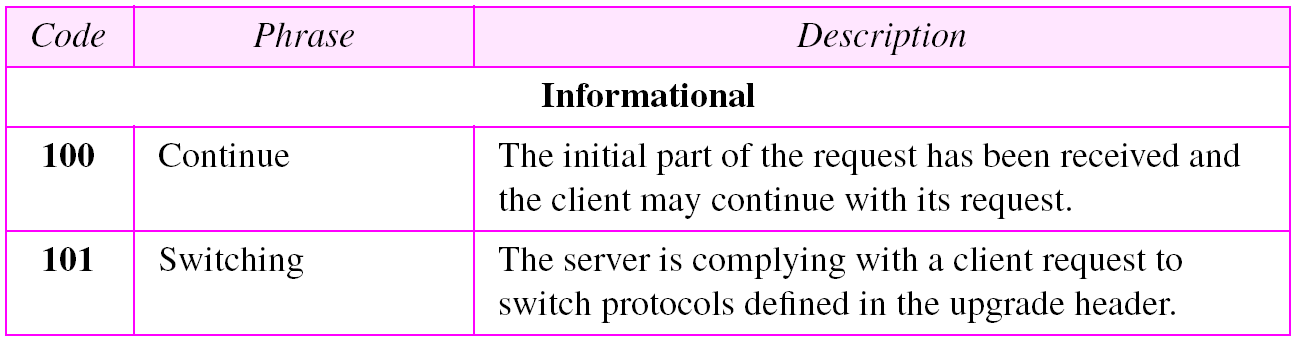 Code Phrase Description
Informational
100 Continue The initial part of the request has been received and
the client may continue with its request.
101 Switching The server is complying with a client request to
switch protocols defined in the upgrade header.